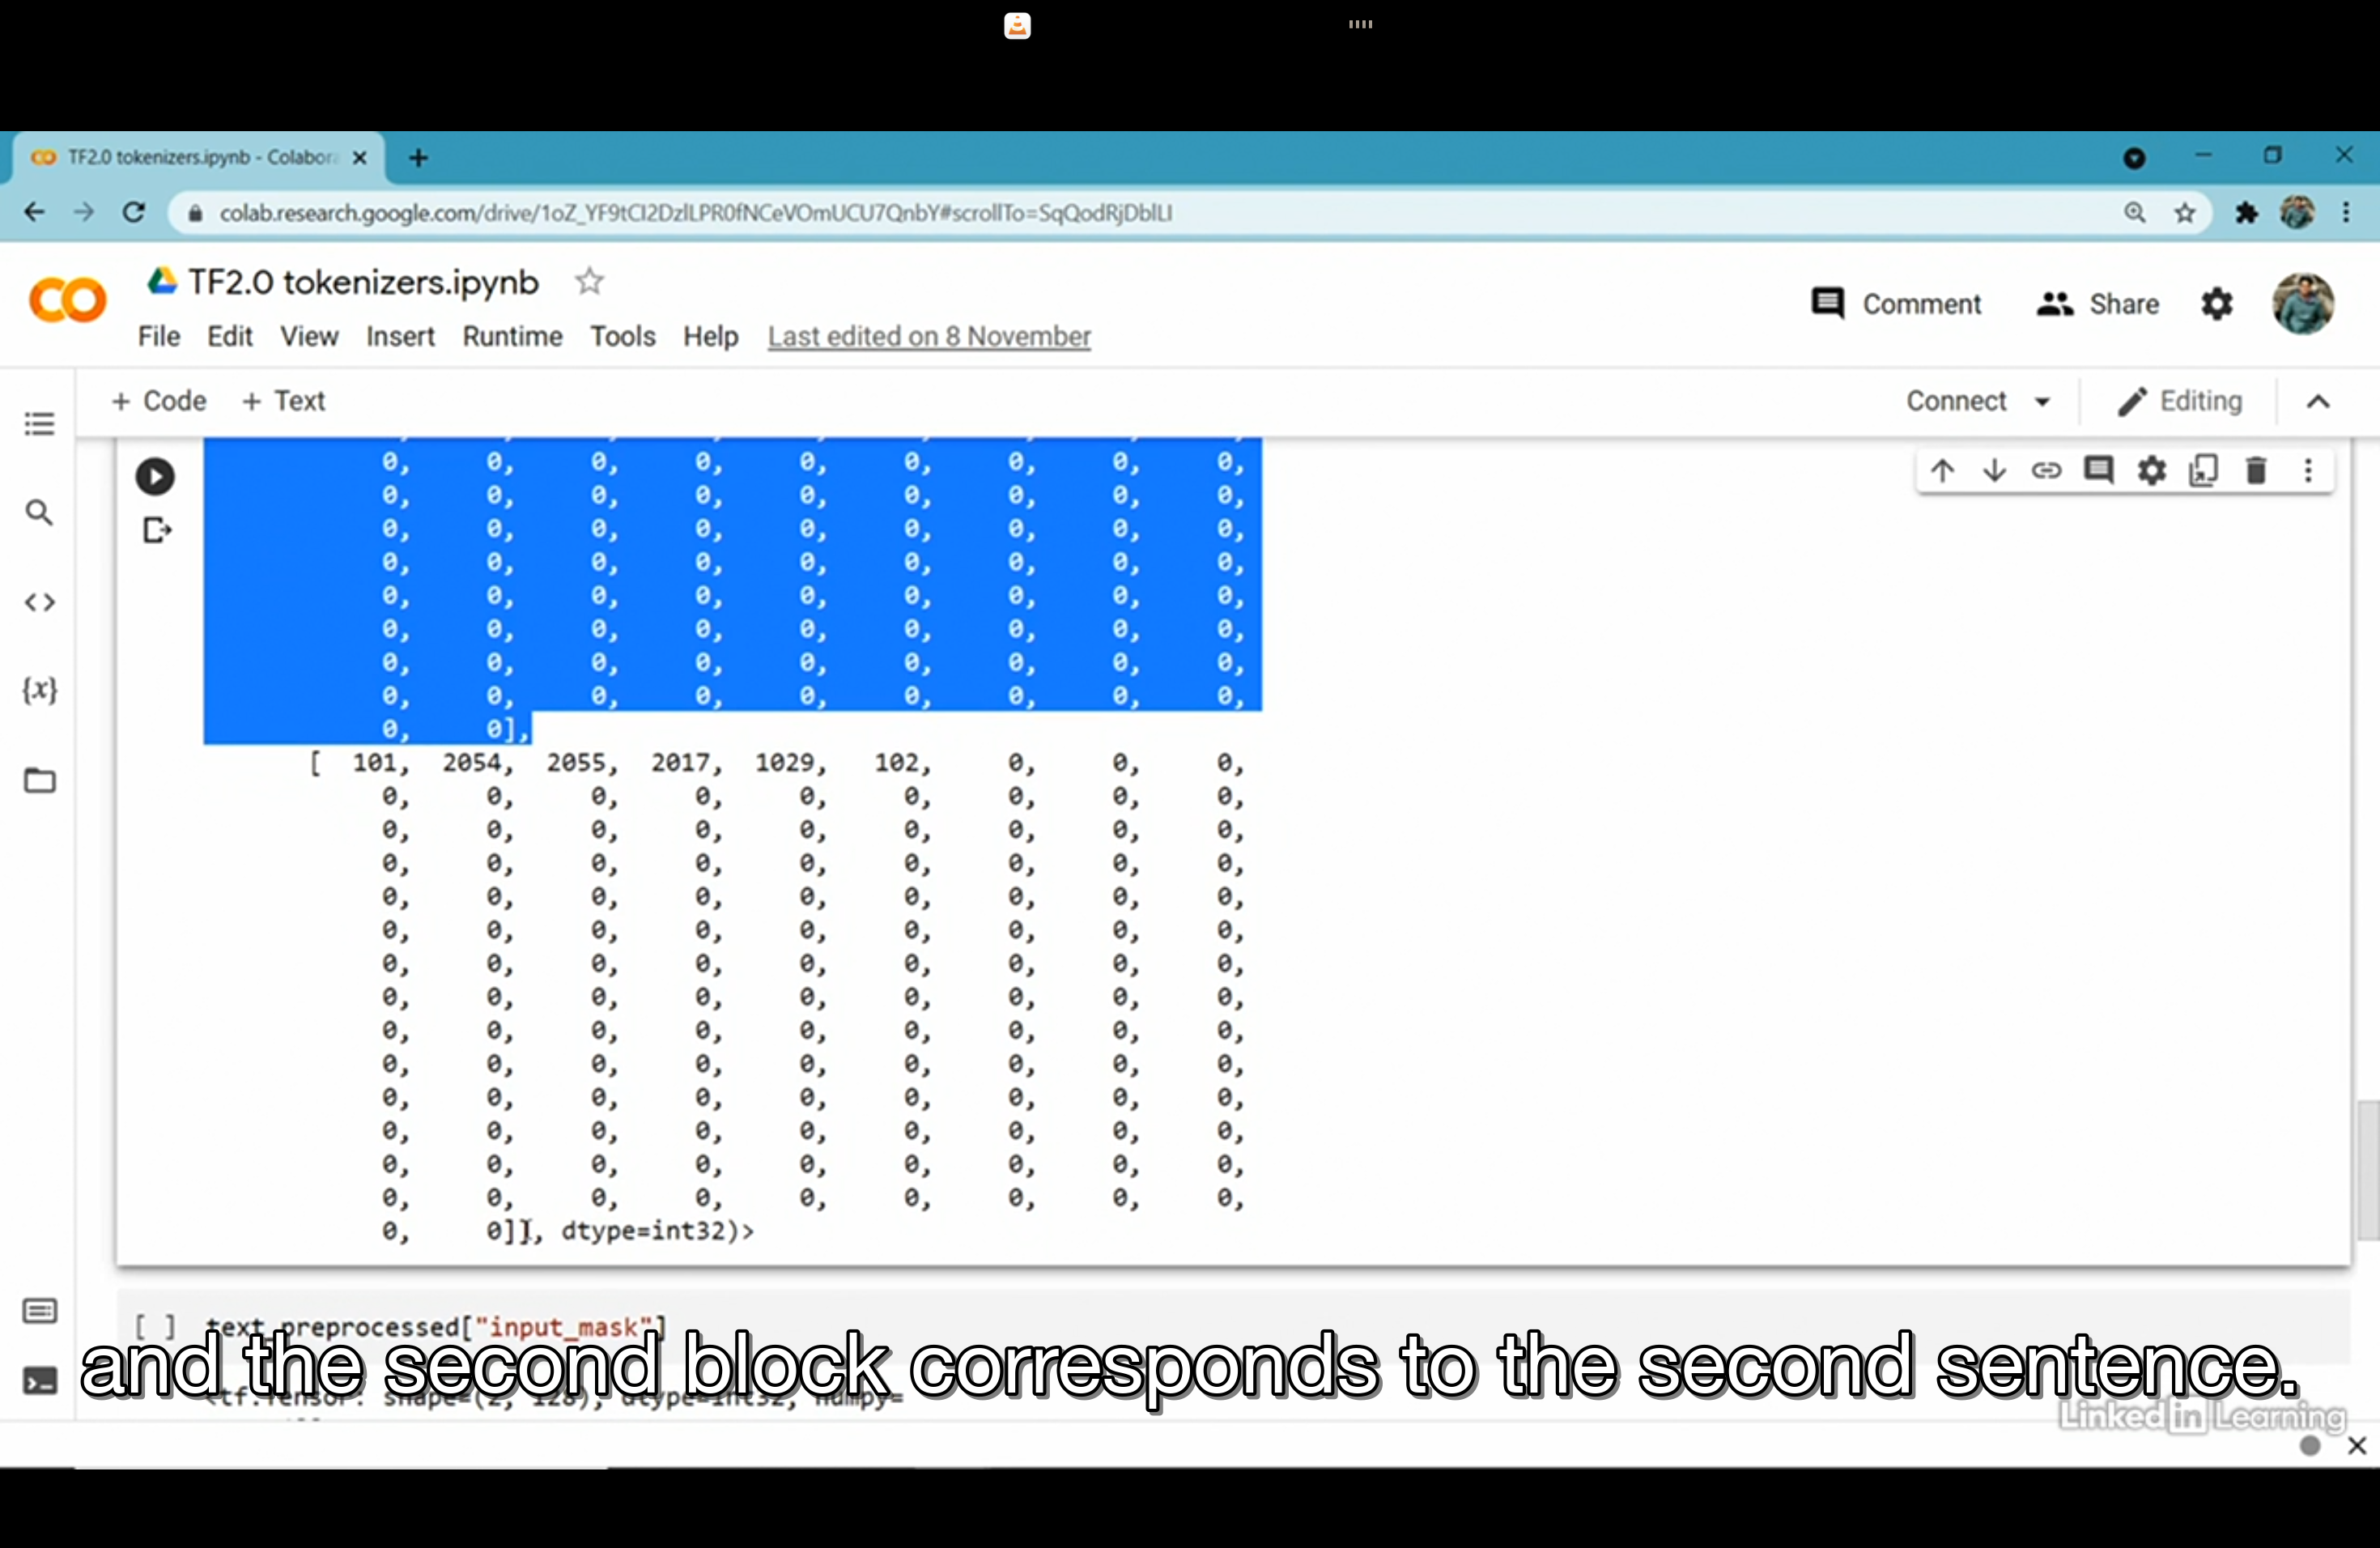 TF2.0 tokenizers.ipynb - Colabora
colab.research.google.com/drive/1oZ_YF9tCI2DzlLPR0fNCeVOmUCU7QnbY#scrollTo=SqQodRjDblLI
TF2.0 tokenizers.ipynb
Comment Share
File Edit View Insert Runtime Tools Help Last edited on 8 November
+ Code + Text Connect Editing
0, 0, 0, 0, 0, 0, 0, 0, 0,
0, 0, 0, 0, 0, 0, 0, 0, 0,
0, 0, 0, 0, 0, 0, 0, 0, 0,
0, 0, 0, 0, 0, 0, 0, 0, 0,
0, 0, 0, 0, 0, 0, 0, 0, 0,
0, 0, 0, 0, 0, 0, 0, 0, 0,
0, 0, 0, 0, 0, 0, 0, 0, 0,
0, 0, 0, 0, 0, 0, 0, 0, 0,
0, 0],
[ 101, 2054, 2055, 2017, 1029, 102, 0, 0, 0,
0, 0, 0, 0, 0, 0, 0, 0, 0,
0, 0, 0, 0, 0, 0, 0, 0, 0,
0, 0, 0, 0, 0, 0, 0, 0, 0,
0, 0, 0, 0, 0, 0, 0, 0, 0,
0, 0, 0, 0, 0, 0, 0, 0, 0,
0, 0, 0, 0, 0, 0, 0, 0, 0,
0, 0, 0, 0, 0, 0, 0, 0, 0,
0, 0, 0, 0, 0, 0, 0, 0, 0,
0, 0, 0, 0, 0, 0, 0, 0, 0,
0, 0, 0, 0, 0, 0, 0, 0, 0,
0, 0, 0, 0, 0, 0, 0, 0, 0,
0, 0, 0, 0, 0, 0, 0, 0, 0,
0, 0, 0, 0, 0, 0, 0, 0, 0,
0, 0]], dtype=int32)>
[ ] text_preprocessed["input_mask"]
and the second block corresponds to the second sentence.
<tf.Tensor: shape=(2, 128), dtype=int32, numpy=
Linked in Learning